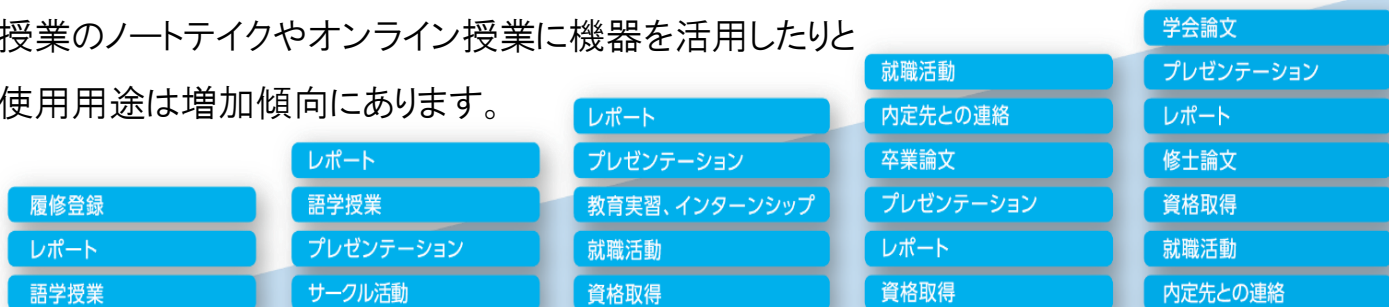 授業のノートテイクやオンライン授業に機器を活用したりと
使用用途は増加傾向にあります。
履修登録
レポート
語学授業
レポート
語学授業
プレゼンテーション
サークル活動
レポート
プレゼンテーション
教育実習、インターンシップ
就職活動
資格取得
就職活動
内定先との連絡
卒業論文
プレゼンテーション
レポート
資格取得
学会論文
プレゼンテーション
レポート
修士論文
資格取得
就職活動
内定先との連絡